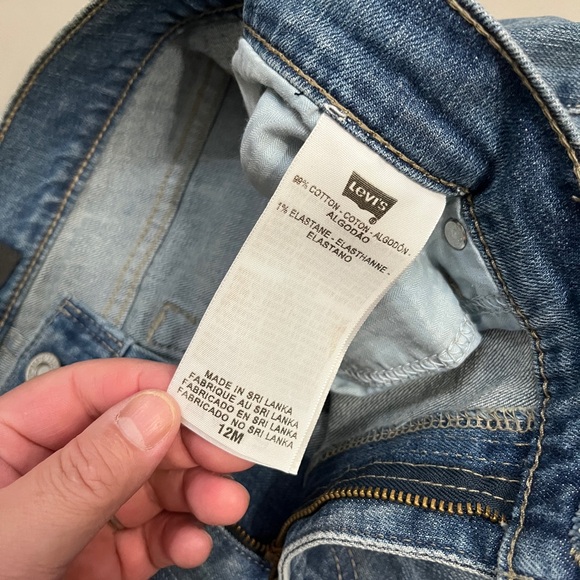 Levi's
®
99% COTTON - COTON - ALGODÓN -
ALGODÃO
1% ELASTANE - ELASTHANNE -
ELASTANO
MADE IN SRI LANKA
FABRIQUE AU SRI LANKA
FABRICADO EN SRI LANKA
FABRICADO NO SRI LANKA
12M